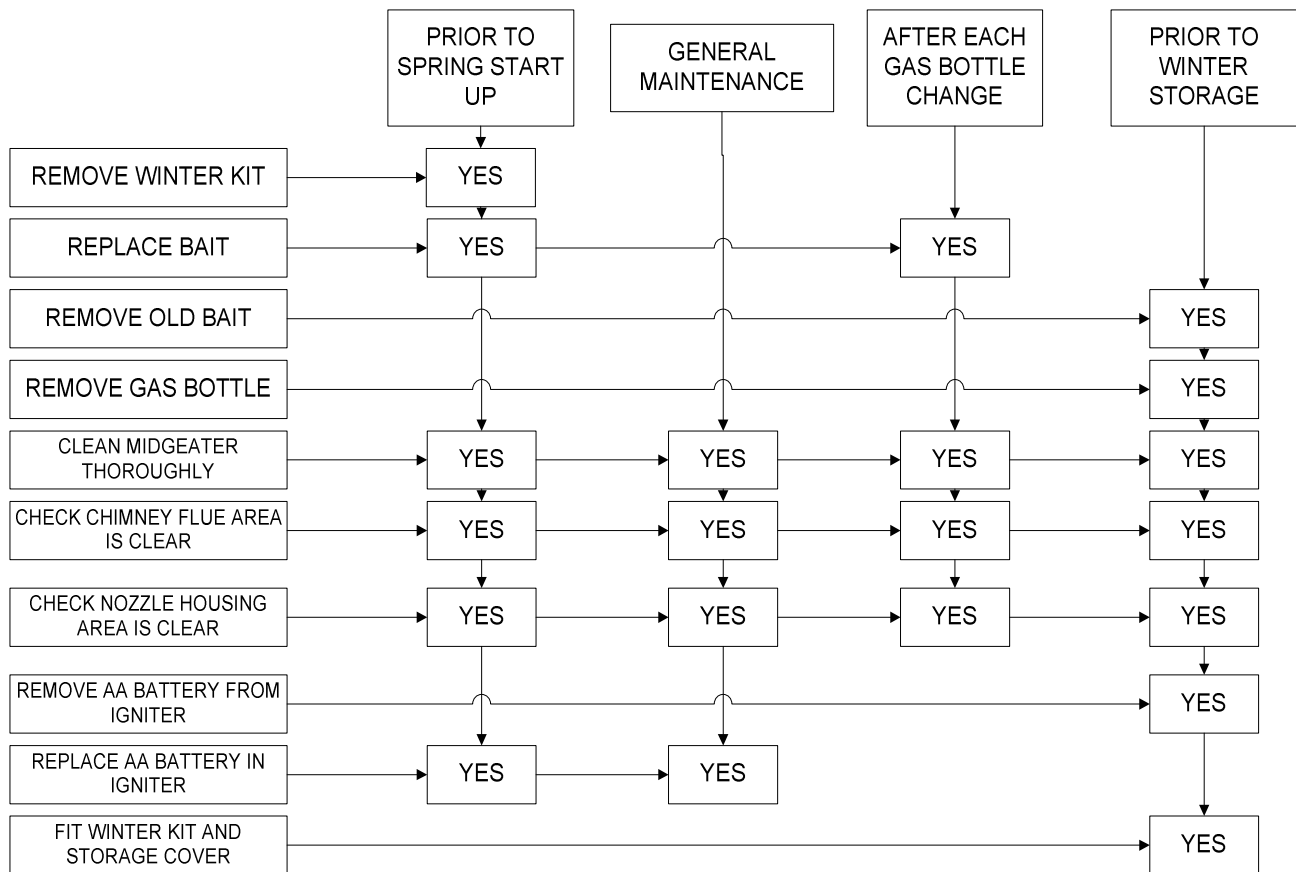 PRIOR TO
SPRING START
UP
GENERAL
MAINTENANCE
AFTER EACH
GAS BOTTLE
CHANGE
PRIOR TO
WINTER
STORAGE
REMOVE WINTER KIT
YES
REPLACE BAIT
YES
YES
REMOVE OLD BAIT
YES
REMOVE GAS BOTTLE
YES
CLEAN MIDGEATER
THOROUGHLY
YES
YES
YES
YES
CHECK CHIMNEY FLUE AREA
IS CLEAR
YES
YES
YES
YES
CHECK NOZZLE HOUSING
AREA IS CLEAR
YES
YES
YES
YES
REMOVE AA BATTERY FROM
IGNITER
YES
REPLACE AA BATTERY IN
IGNITER
YES
YES
FIT WINTER KIT AND
STORAGE COVER
YES